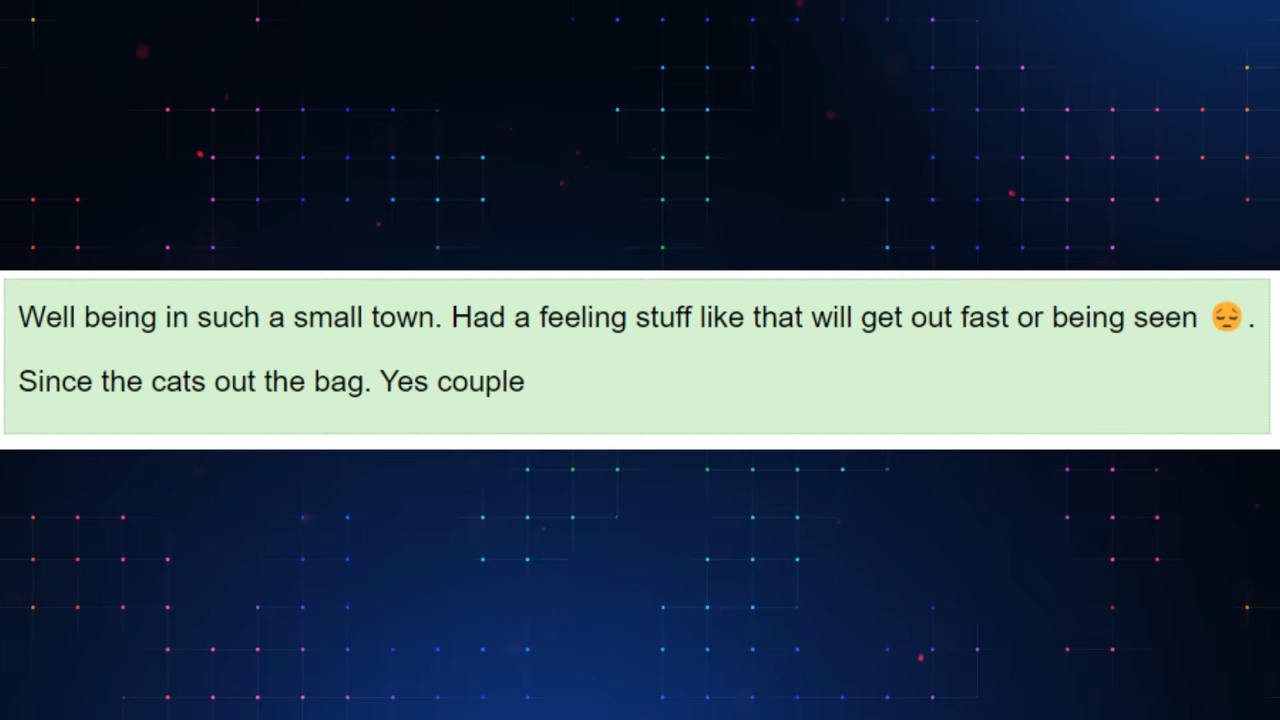 Well being in such a small town. Had a feeling stuff like that will get out fast or being seen 😔.
Since the cats out the bag. Yes couple